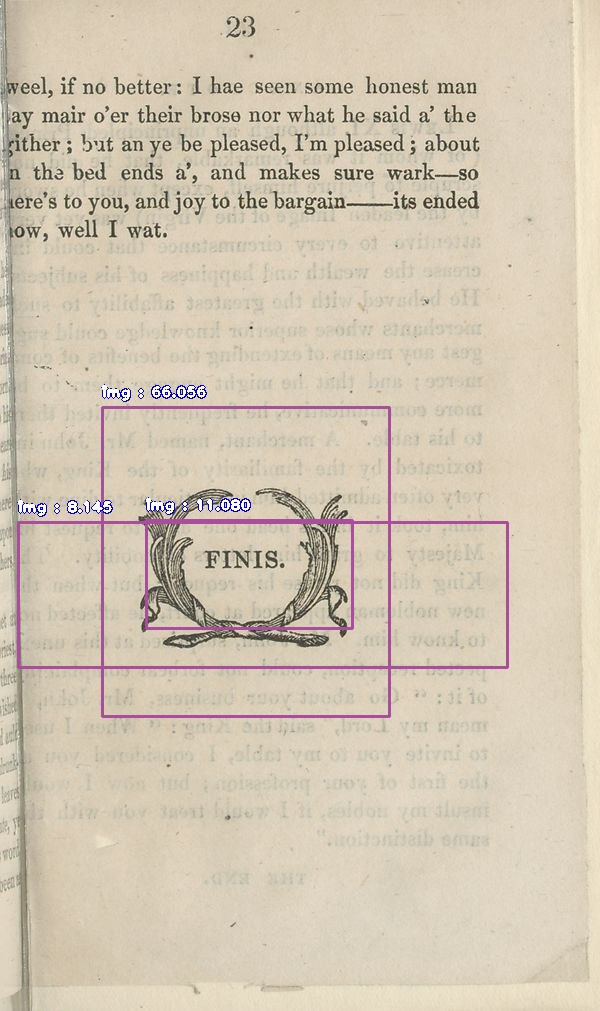 23
weel, if no better: I hae seen some honest man
ay mair o'er their brose nor what he said a' the
gither; but an ye be pleased, I'm pleased; about
n the bed ends a', and makes sure wark—so
ere's to you, and joy to the bargain——its ended
ow, well I wat.
img : 66.056
img : 8.145
img : 11.080
FINIS.